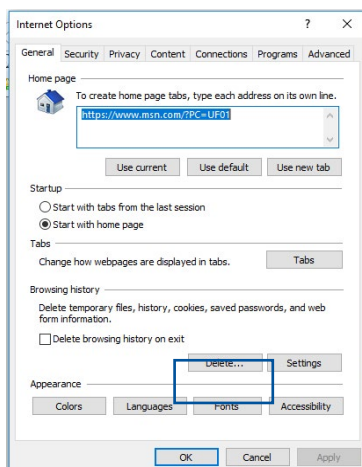 Internet Options ? X
General Security Privacy Content Connections Programs Advanced
Home page
To create home page tabs, type each address on its own line.
https://www.msn.com/?PC=UF01
Use current Use default Use new tab
Startup
Start with tabs from the last session
Start with home page
Tabs
Change how webpages are displayed in tabs. Tabs
Browsing history
Delete temporary files, history, cookies, saved passwords, and web
form information.
Delete browsing history on exit
Delete... Settings
Appearance
Colors Languages Fonts Accessibility
OK Cancel Apply